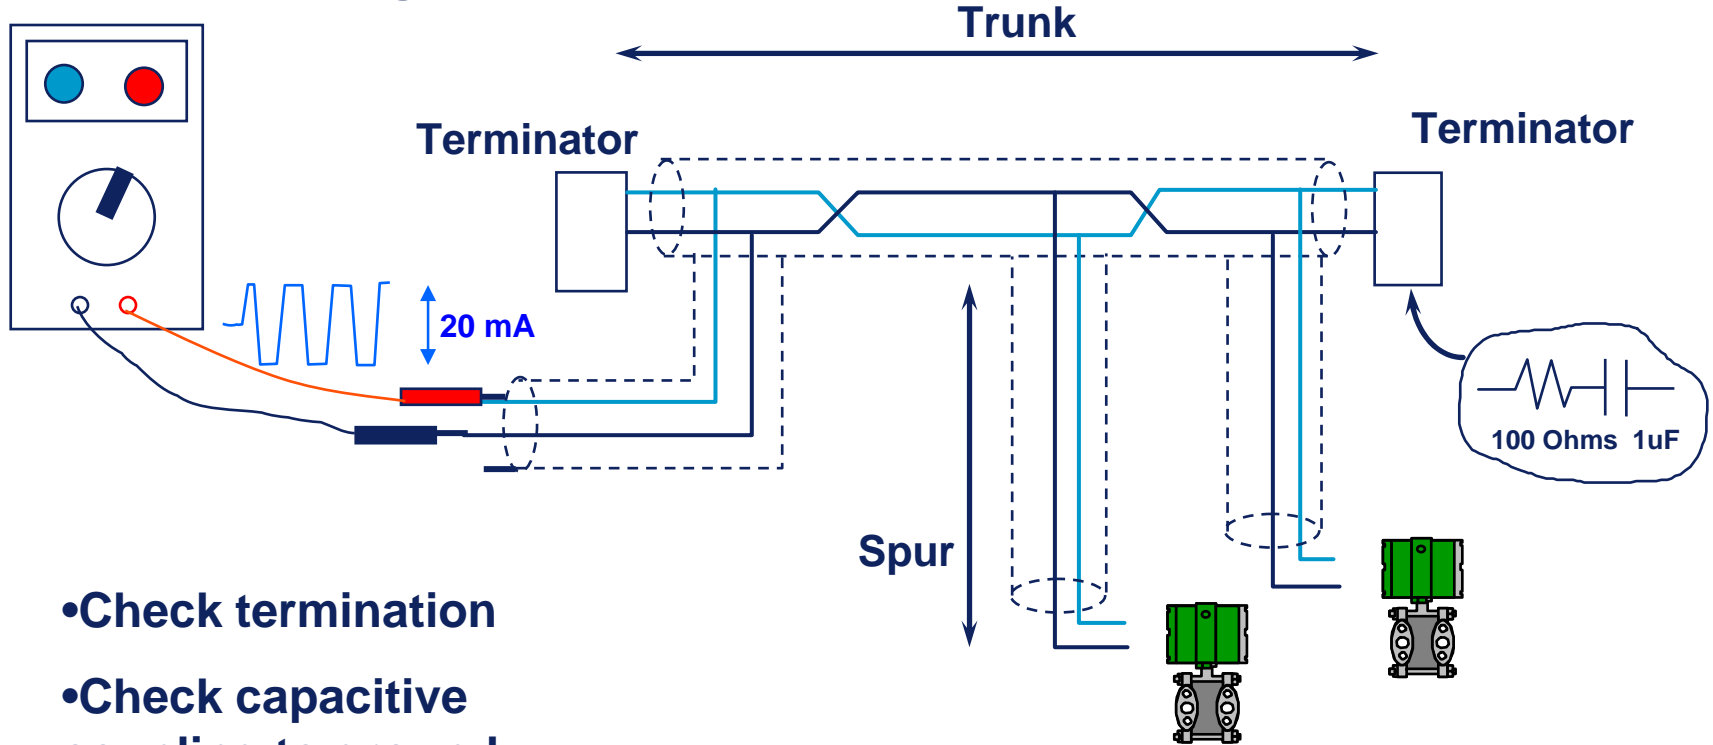 Trunk
Terminator
Terminator
20 mA
100 Ohms 1uF
Spur
•Check termination
•Check capacitive